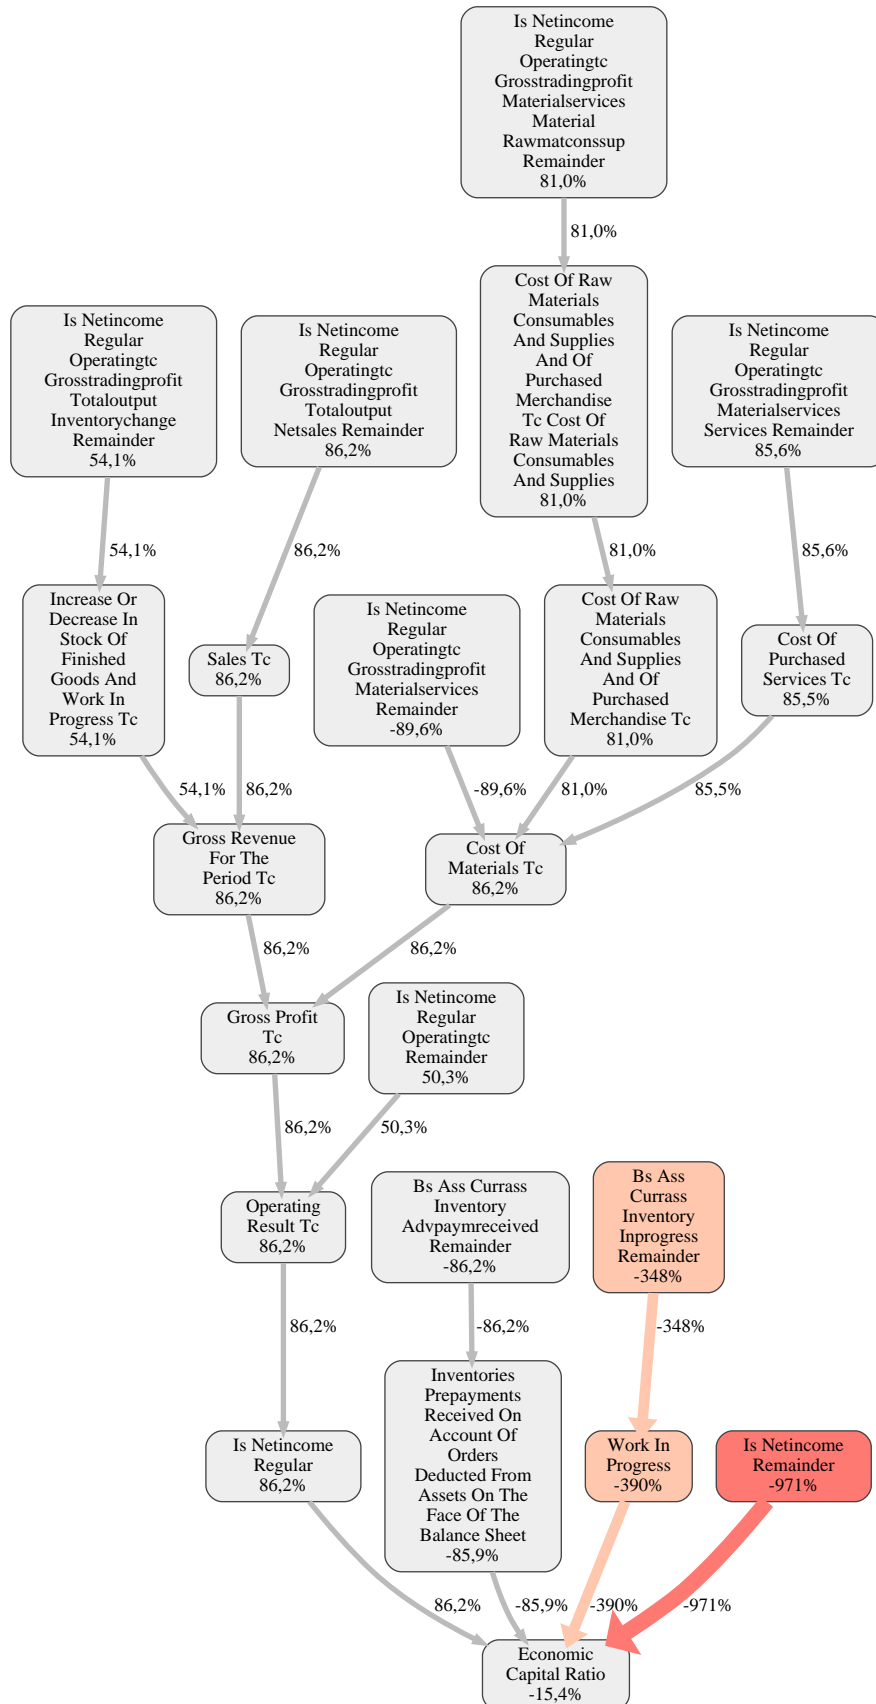 Is Netincome
Regular
Operatingtc
Grosstradingprofit
Materialservices
Material
Rawmatconssup
Remainder
81,0%
81,0%
Is Netincome
Regular
Operatingtc
Grosstradingprofit
Totaloutput
Inventorychange
Remainder
54,1%
Is Netincome
Regular
Operatingtc
Grosstradingprofit
Totaloutput
Netsales Remainder
86,2%
Cost Of Raw
Materials
Consumables
And Supplies
And Of
Purchased
Merchandise
Tc Cost Of
Raw Materials
Consumables
And Supplies
81,0%
Is Netincome
Regular
Operatingtc
Grosstradingprofit
Materialservices
Services Remainder
85,6%
54,1%
86,2%
81,0%
85,6%
Increase Or
Decrease In
Stock Of
Finished
Goods And
Work In
Progress Tc
54,1%
Sales Tc
86,2%
Is Netincome
Regular
Operatingtc
Grosstradingprofit
Materialservices
Remainder
-89,6%
Cost Of Raw
Materials
Consumables
And Supplies
And Of
Purchased
Merchandise Tc
81,0%
Cost Of
Purchased
Services Tc
85,5%
54,1%
86,2%
-89,6%
81,0%
85,5%
Gross Revenue
For The
Period Tc
86,2%
Cost Of
Materials Tc
86,2%
86,2%
86,2%
Gross Profit
Tc
86,2%
Is Netincome
Regular
Operatingtc
Remainder
50,3%
86,2%
50,3%
Operating
Result Tc
86,2%
Bs Ass Currass
Inventory
Advpaymreceived
Remainder
-86,2%
Bs Ass
Currass
Inventory
Inprogress
Remainder
-348%
86,2%
-86,2%
-348%
Is Netincome
Regular
86,2%
Inventories
Prepayments
Received On
Account Of
Orders
Deducted From
Assets On The
Face Of The
Balance Sheet
-85,9%
Work In
Progress
-390%
Is Netincome
Remainder
-971%
86,2%
-85,9%
-390%
-971%
Economic
Capital Ratio
-15,4%